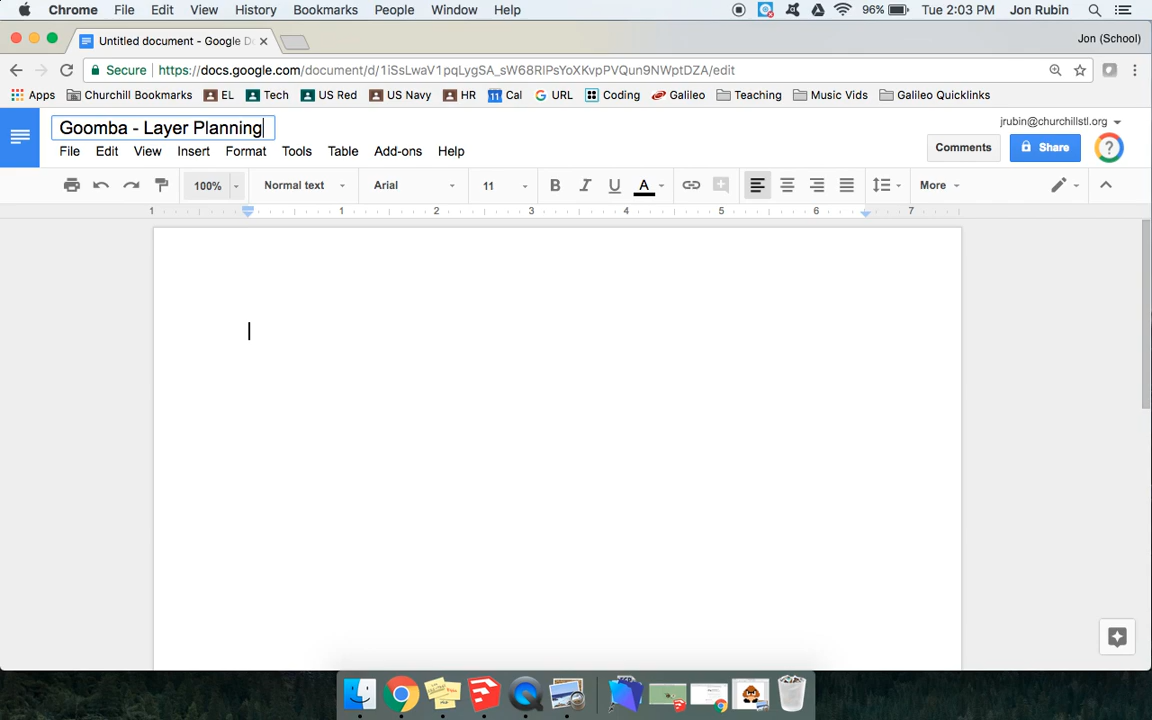 Chrome File Edit View History Bookmarks People Window Help 96% Tue 2:03 PM Jon Rubin
Untitled document - Google Do Jon (School)
Secure https://docs.google.com/document/d/1iSsLwaV1pqLygSA_sW68RlPsYoXKvpPVQun9NWptDZA/edit
Apps Churchill Bookmarks EL Tech US Red US Navy HR 11 Cal URL Coding Galileo Teaching Music Vids Galileo Quicklinks
Goomba - Layer Planning jrubin@churchillstl.org
File Edit View Insert Format Tools Table Add-ons Help Comments Share ?
100% Normal text Arial 11 B I U A More
1 1 2 3 4 5 6 7